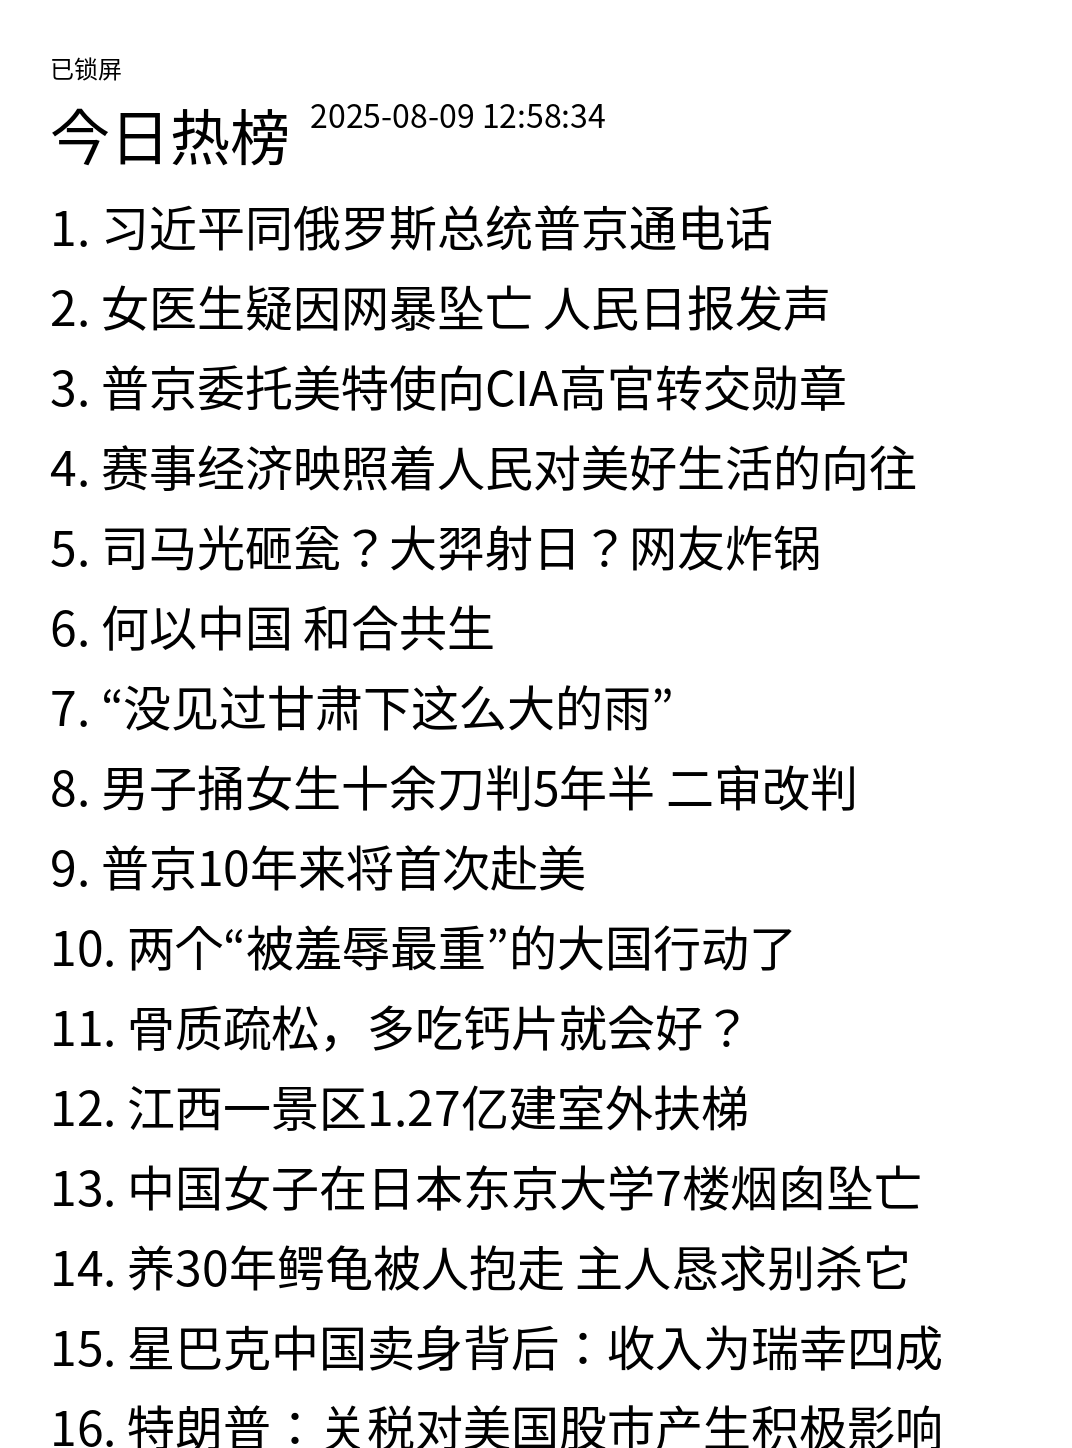 已锁屏
今日热榜 2025-08-09 12:58:34
1. 习近平同俄罗斯总统普京通电话
2. 女医生疑因网暴坠亡 人民日报发声
3. 普京委托美特使向CIA高官转交勋章
4. 赛事经济映照着人民对美好生活的向往
5. 司马光砸瓮？大羿射日？网友炸锅
6. 何以中国 和合共生
7. “没见过甘肃下这么大的雨”
8. 男子捅女生十余刀判5年半 二审改判
9. 普京10年来将首次赴美
10. 两个“被羞辱最重”的大国行动了
11. 骨质疏松，多吃钙片就会好？
12. 江西一景区1.27亿建室外扶梯
13. 中国女子在日本东京大学7楼烟囱坠亡
14. 养30年鳄龟被人抱走 主人恳求别杀它
15. 星巴克中国卖身背后：收入为瑞幸四成
16. 特朗普：关税对美国股市产生积极影响